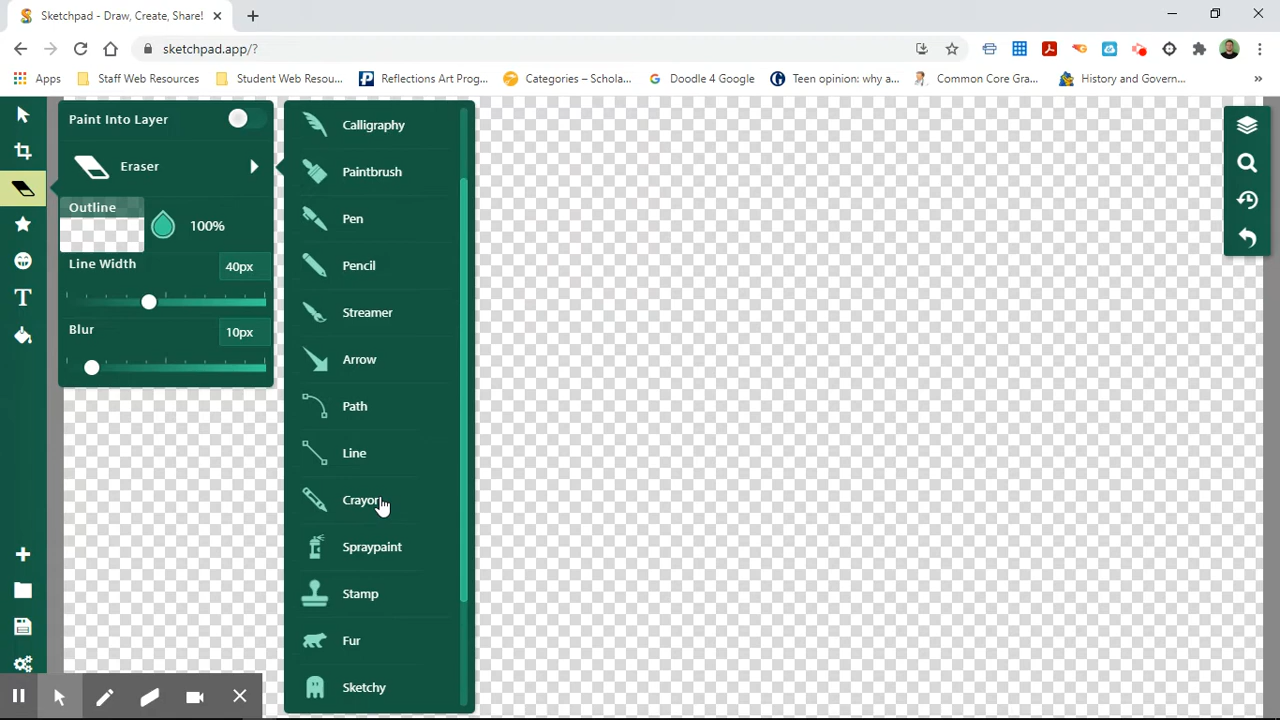 Sketchpad - Draw, Create, Share!
sketchpad.app/?
Apps
Staff Web Resources
Student Web Resou...
Reflections Art Prog...
Categories – Schola...
Doodle 4 Google
Teen opinion: why a...
Common Core Gra...
History and Govern...
»
Paint Into Layer
Eraser
Outline
100%
Line Width
40px
Blur
10px
Calligraphy
Paintbrush
Pen
Pencil
Streamer
Arrow
Path
Line
Crayon
Spraypaint
Stamp
Fur
Sketchy